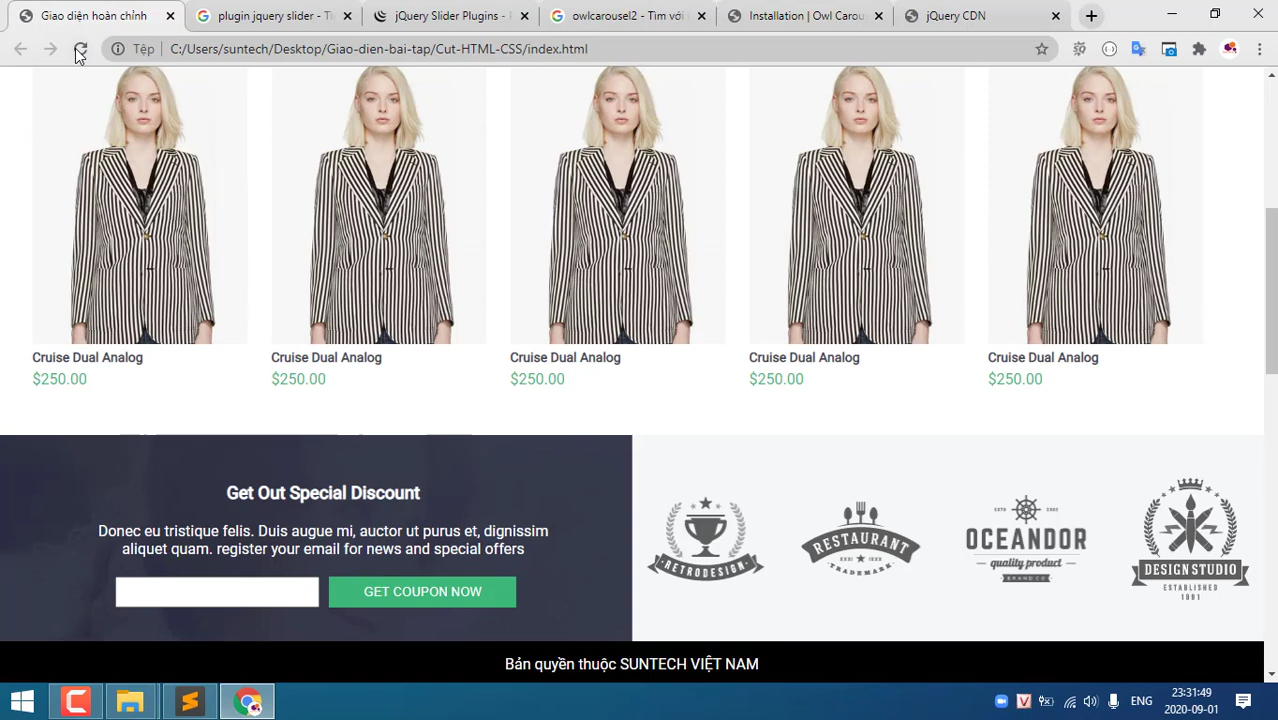 Giao diện hoàn chỉnh
plugin jquery slider - Tì
jQuery Slider Plugins -
owlcarousel2 - Tìm với
Installation | Owl Carou
jQuery CDN
Tệp
C:/Users/suntech/Desktop/Giao-dien-bai-tap/Cut-HTML-CSS/index.html
Cruise Dual Analog
Cruise Dual Analog
Cruise Dual Analog
Cruise Dual Analog
Cruise Dual Analog
$250.00
$250.00
$250.00
$250.00
$250.00
Get Out Special Discount
Donec eu tristique felis. Duis augue mi, auctor ut purus et, dignissim
aliquet quam. register your email for news and special offers
GET COUPON NOW
RETRODESIGN
RESTAURANT
TRADEMARK
OCEANDOR
quality product
BRAND CO
DESIGN STUDIO
ESTABLISHED
1991
Bản quyền thuộc SUNTECH VIỆT NAM
ENG
23:31:49
2020-09-01